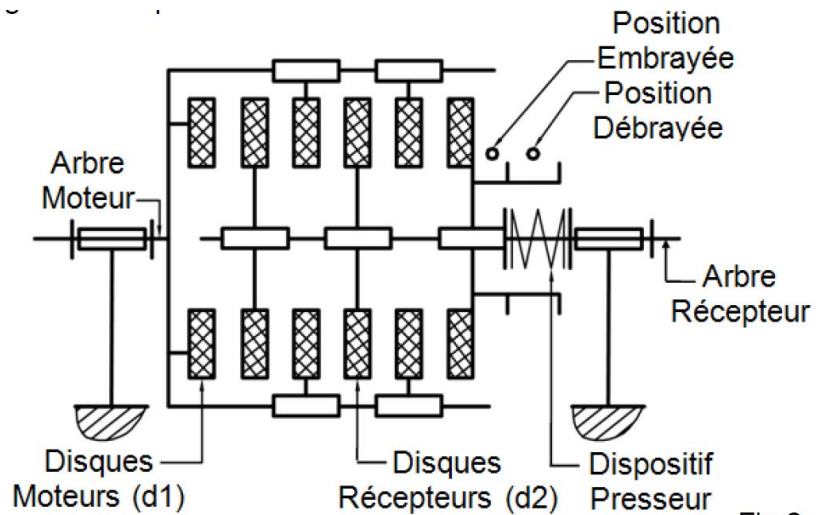 Position
Embrayée
Position
Débrayée
Arbre
Moteur
Arbre
Récepteur
Disques
Moteurs (d1)
Disques
Récepteurs (d2)
Dispositif
Presseur